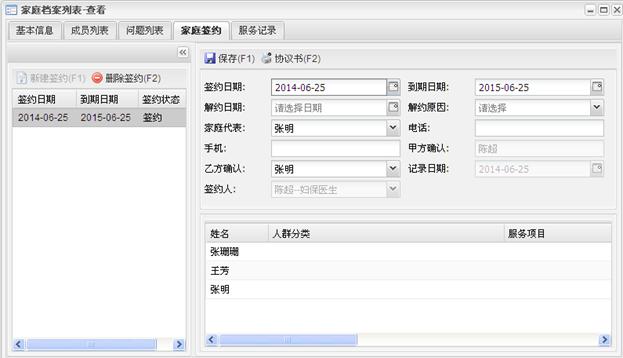 家庭档案列表-查看
基本信息 成员列表 问题列表 家庭签约 服务记录
新建签约(F1) 删除签约(F2)
签约日期 到期日期 签约状态
2014-06-25 2015-06-25 签约
保存(F1) 协议书(F2)
签约日期: 2014-06-25 到期日期: 2015-06-25
解约日期: 请选择日期 解约原因: 请选择
家庭代表: 张明 电话:
手机: 甲方确认: 陈超
乙方确认: 张明 记录日期: 2014-06-25
签约人: 陈超--妇保医生
姓名 人群分类 服务项目
张珊珊
王芳
张明